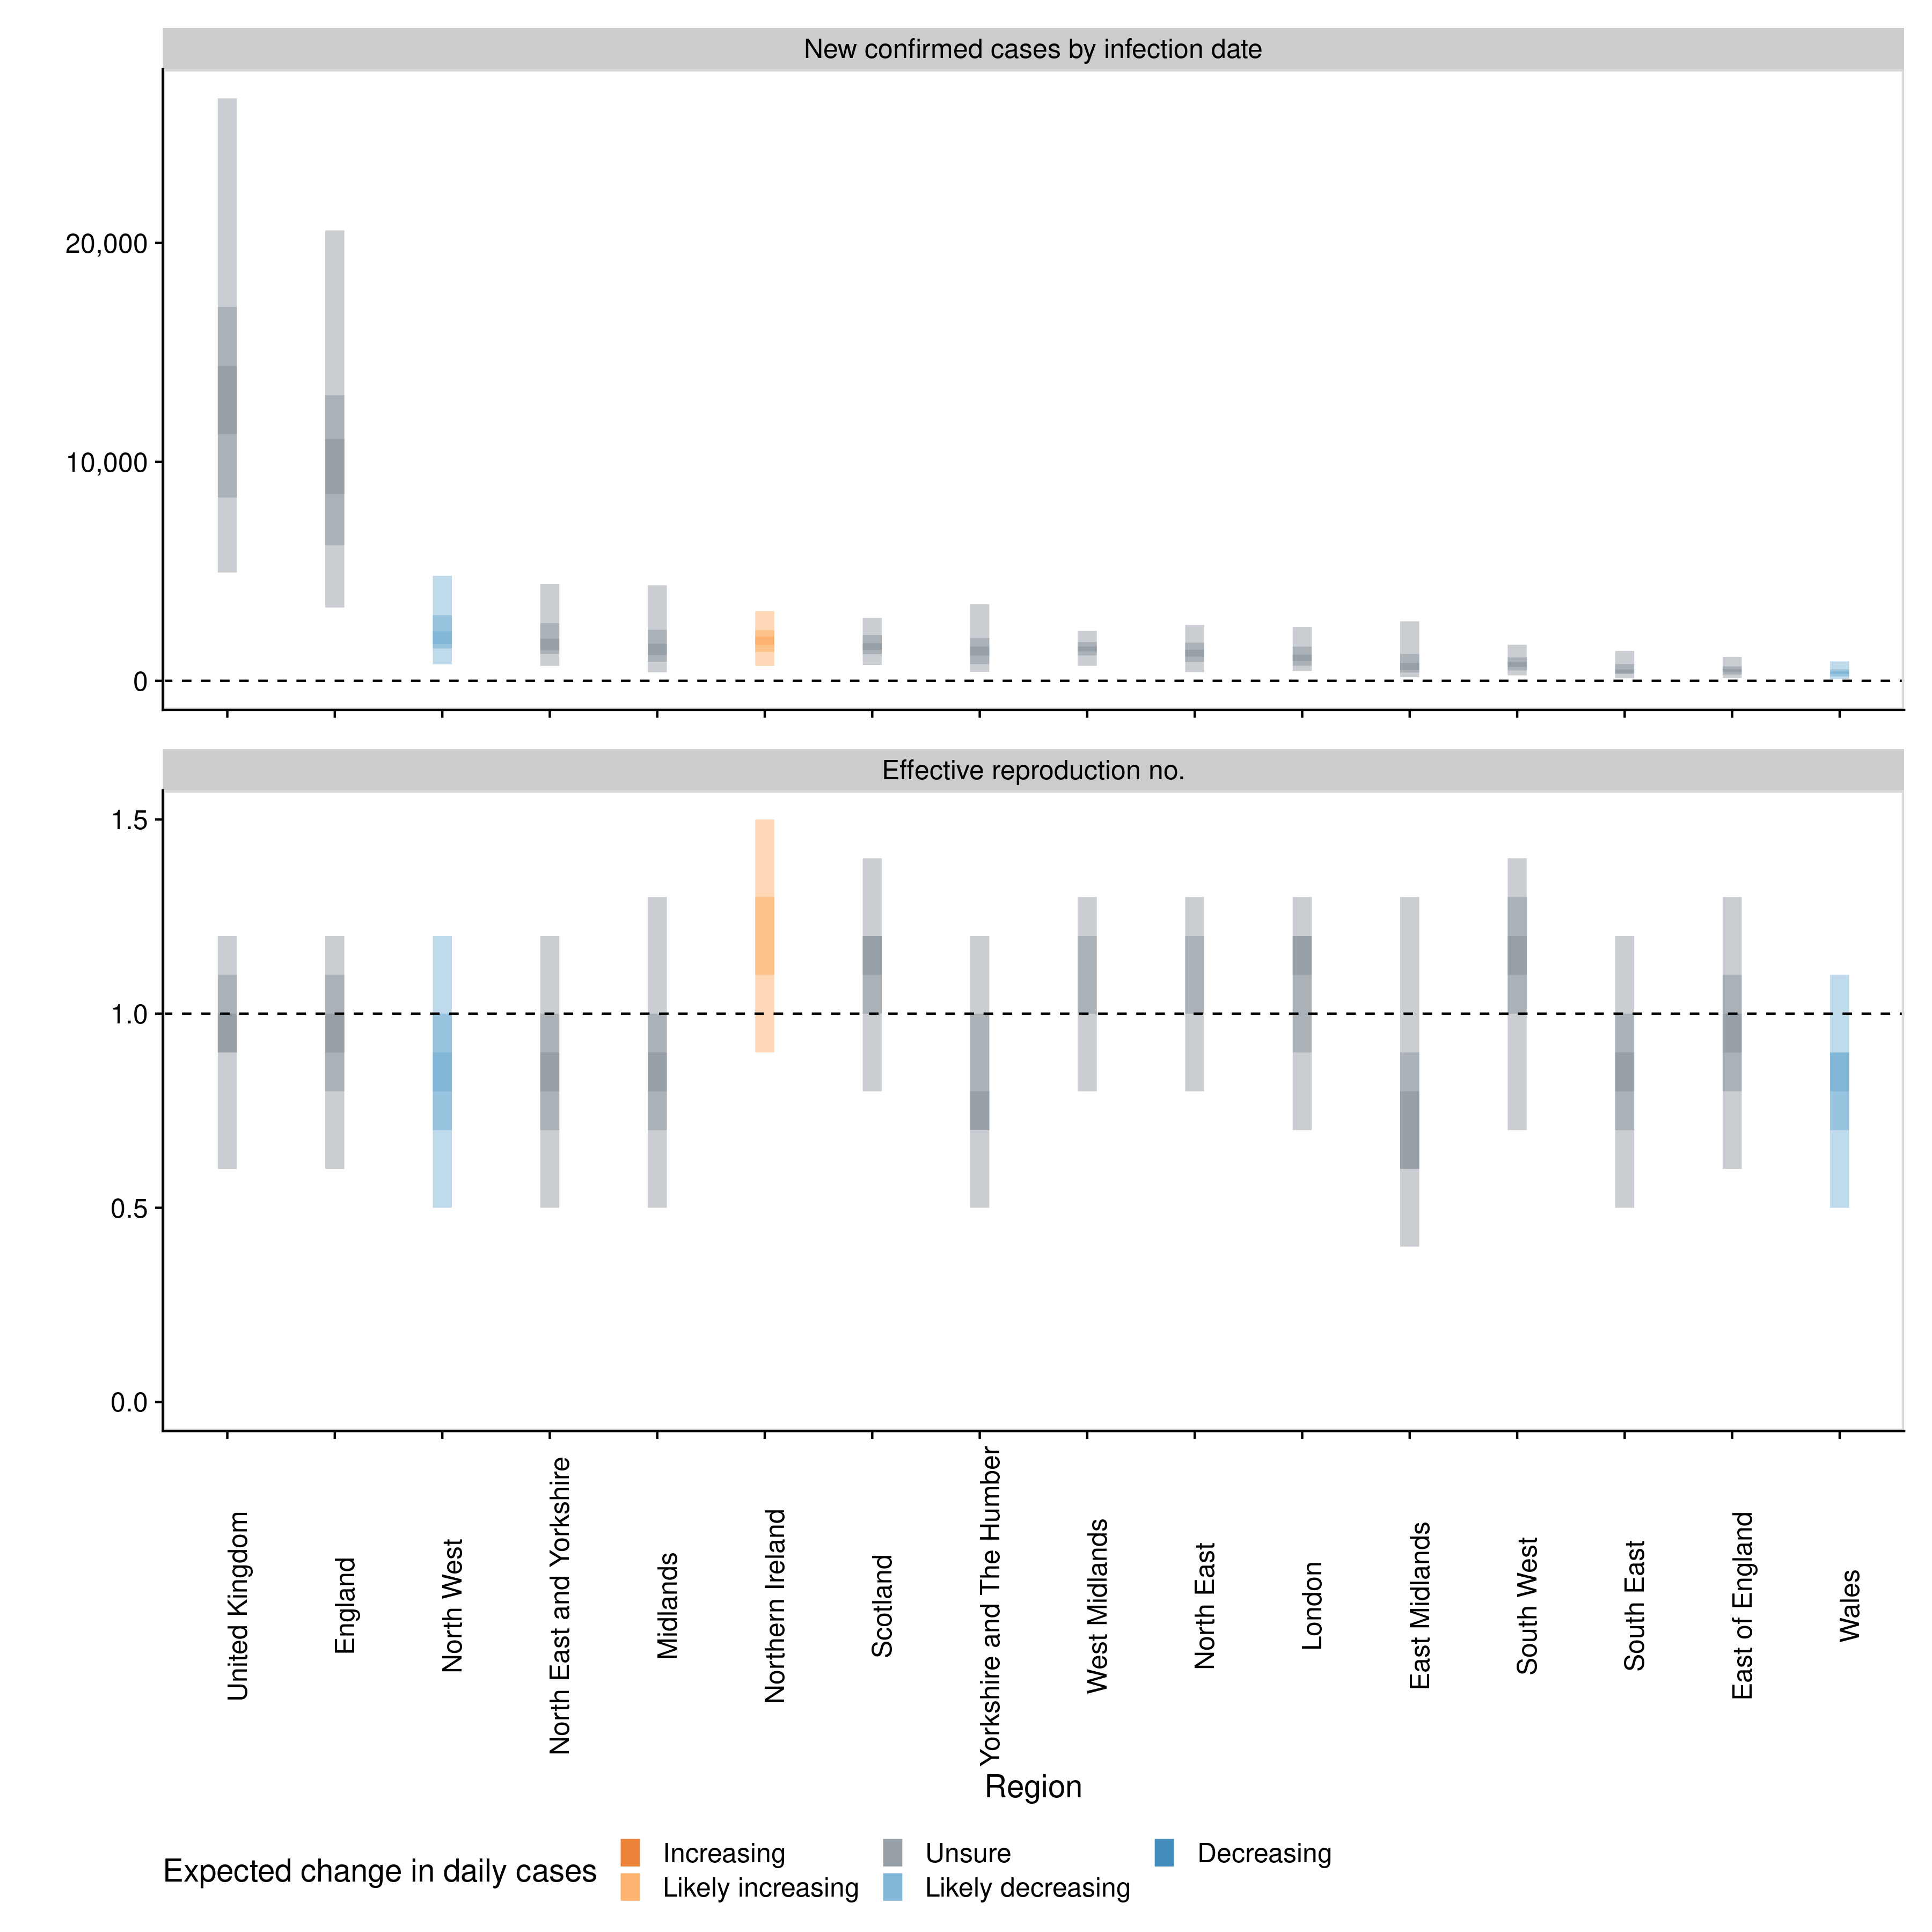 New confirmed cases by infection date
20,000
10,000
0
Effective reproduction no.
1.5
1.0
0.5
0.0
United Kingdom
England
North West
North East and Yorkshire
Midlands
Northern Ireland
Scotland
Yorkshire and The Humber
West Midlands
North East
London
East Midlands
South West
South East
East of England
Wales
Region
Expected change in daily cases
Increasing
Likely increasing
Unsure
Likely decreasing
Decreasing